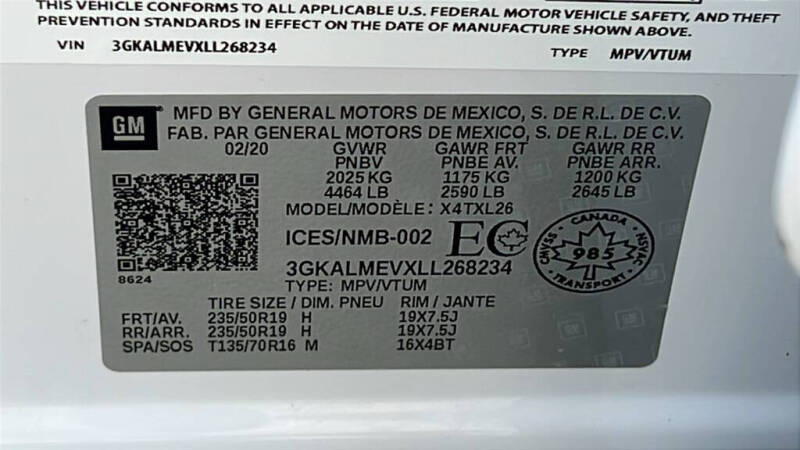 THIS VEHICLE CONFORMS TO ALL APPLICABLE U.S. FEDERAL MOTOR VEHICLE SAFETY, AND THEFT
PREVENTION STANDARDS IN EFFECT ON THE DATE OF MANUFACTURE SHOWN ABOVE.
VIN 3GKALMEVXLL268234 TYPE MPV/VTUM
GM MFD BY GENERAL MOTORS DE MEXICO, S. DE R.L. DE C.V.
FAB. PAR GENERAL MOTORS DE MEXICO, S. DE R.L. DE C.V.
02/20 GVWR GAWR FRT GAWR RR
PNBV PNBE AV. PNBE ARR.
2025 KG 1175 KG 1200 KG
4464 LB 2590 LB 2645 LB
MODEL/MODÈLE: X4TXL26
ICES/NMB-002 EC
CANADA
CMVSS NSVAC
985
TRANSPORT
3GKALMEVXLL268234
8624
TYPE: MPV/VTUM
TIRE SIZE / DIM. PNEU RIM / JANTE
FRT/AV. 235/50R19 H 19X7.5J
RR/ARR. 235/50R19 H 19X7.5J
SPA/SOS T135/70R16 M 16X4BT